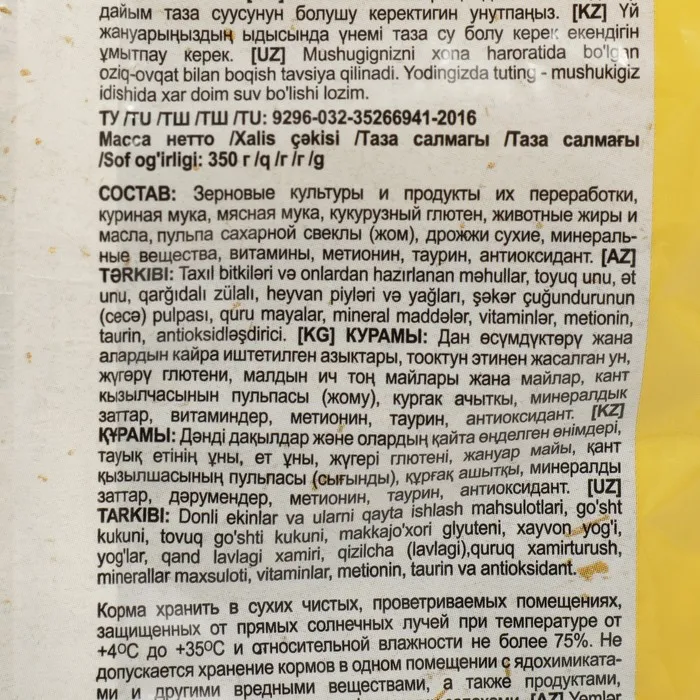 дайым таза суусунун болушу керектигин унутпаңыз. [KZ] Үй
жануарыңыздың ыдысында үнемі таза су болу керек екендігін
ұмытпау керек. [UZ] Mushugignizni xona haroratida bo'lgan
oziq-ovqat bilan boqish tavsiya qilinadi. Yodingizda tuting - mushukigiz
idishida xar doim suv bo'lishi lozim.
ТУ /TU /ТШ /ТШ /TU: 9296-032-35266941-2016
Масса нетто /Xalis çəkisi /Таза салмагы /Таза салмағы
/Sof og'irligi: 350 г /q /г /г /g
СОСТАВ: Зерновые культуры и продукты их переработки,
куриная мука, мясная мука, кукурузный глютен, животные жиры и
масла, пульпа сахарной свеклы (жом), дрожжи сухие, минераль-
ные вещества, витамины, метионин, таурин, антиоксидант. [AZ]
TƏRKIBI: Taxıl bitkiləri və onlardan hazırlanan məhullar, toyuq unu, ət
unu, qarğıdalı zülalı, heyvan piyləri və yağları, şəkər çuğundurunun
(cecə) pulpası, quru mayalar, mineral maddələr, vitaminlər, metionin,
taurin, antioksidləşdirici. [KG] КУРАМЫ: Дан өсүмдүктөрү жана
алардын кайра иштетилген азыктары, тооктун этинен жасалган ун,
жүгөрү глютени, малдын ич тоң майлары жана майлар, кант
кызылчасынын пульпасы (жому), кургак ачыткы, минералдык
заттар, витаминдер, метионин, таурин, антиоксидант. [KZ]
ҚҰРАМЫ: Дәнді дақылдар және олардың қайта өңделген өнімдері,
тауық етінің ұны, ет ұны, жүгері глютені, жануар майы, қант
қызылшасының пульпасы (сығынды), құрғақ ашытқы, минералды
заттар, дәрумендер, метионин, таурин, антиоксидант. [UZ]
TARKIBI: Donli ekinlar va ularni qayta ishlash mahsulotlari, go'sht
kukuni, tovuq go'shti kukuni, makkajo'xori glyuteni, xayvon yog'i,
yog'lar, qand lavlagi xamiri, qizilcha (lavlagi),quruq xamirturush,
minerallar maxsuloti, vitaminlar, metionin, taurin va antioksidant.
Корма хранить в сухих чистых, проветриваемых помещениях,
защищенных от прямых солнечных лучей при температуре от
+4ºС до +35ºС и относительной влажности не более 75%. Не
допускается хранение кормов в одном помещении с ядохимиката-
ми и другими вредными веществами, а также продуктами,
[AZ] Yemlər